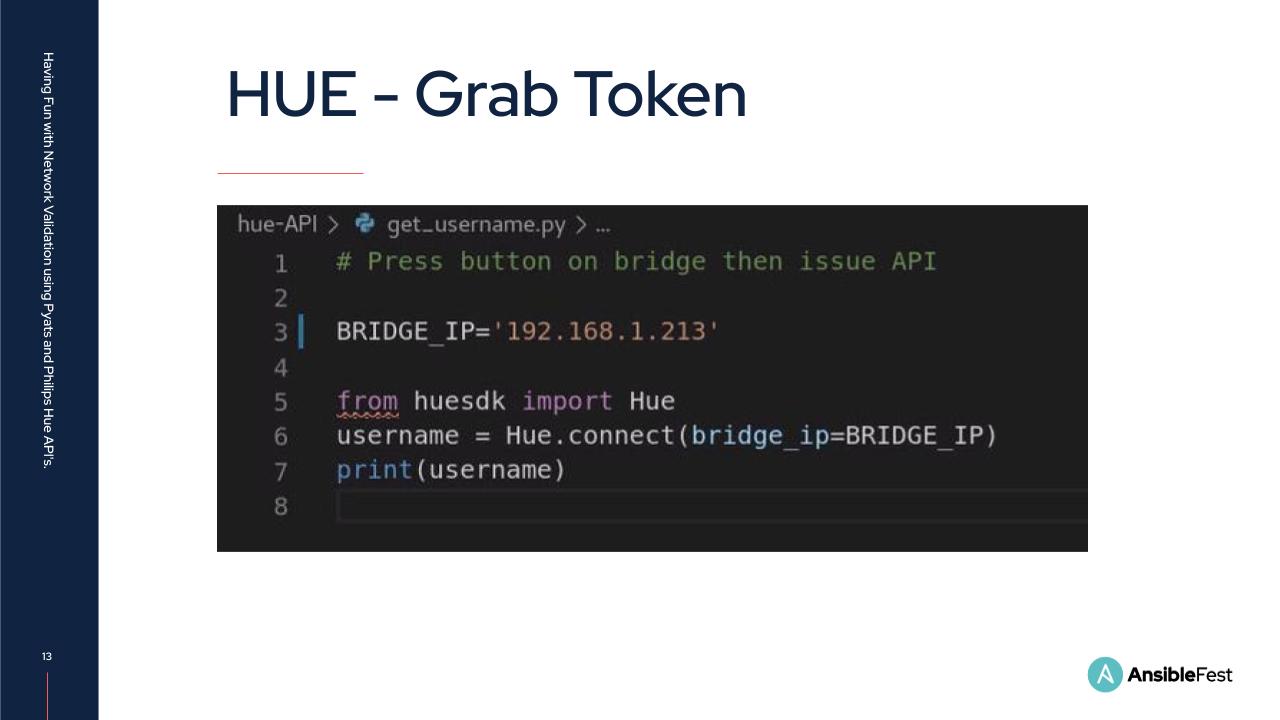 Having Fun with Network Validation using Pyats and Philips Hue API's.
HUE - Grab Token
hue-API > get_username.py > ...
1 # Press button on bridge then issue API
2
3 BRIDGE_IP='192.168.1.213'
4
5 from huesdk import Hue
6 username = Hue.connect(bridge_ip=BRIDGE_IP)
7 print(username)
8
13
AnsibleFest